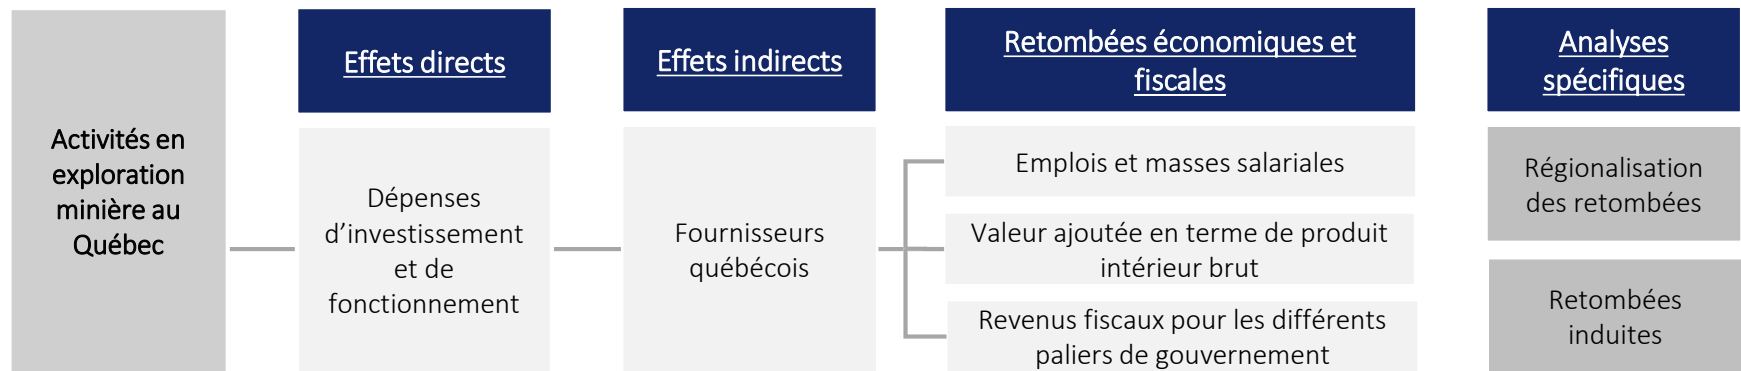 Activités en
exploration
minière au
Québec
Effets directs
Dépenses
d’investissement
et de
fonctionnement
Effets indirects
Fournisseurs
québécois
Retombées économiques et
fiscales
Emplois et masses salariales
Valeur ajoutée en terme de produit
intérieur brut
Revenus fiscaux pour les différents
paliers de gouvernement
Analyses
spécifiques
Régionalisation
des retombées
Retombées
induites